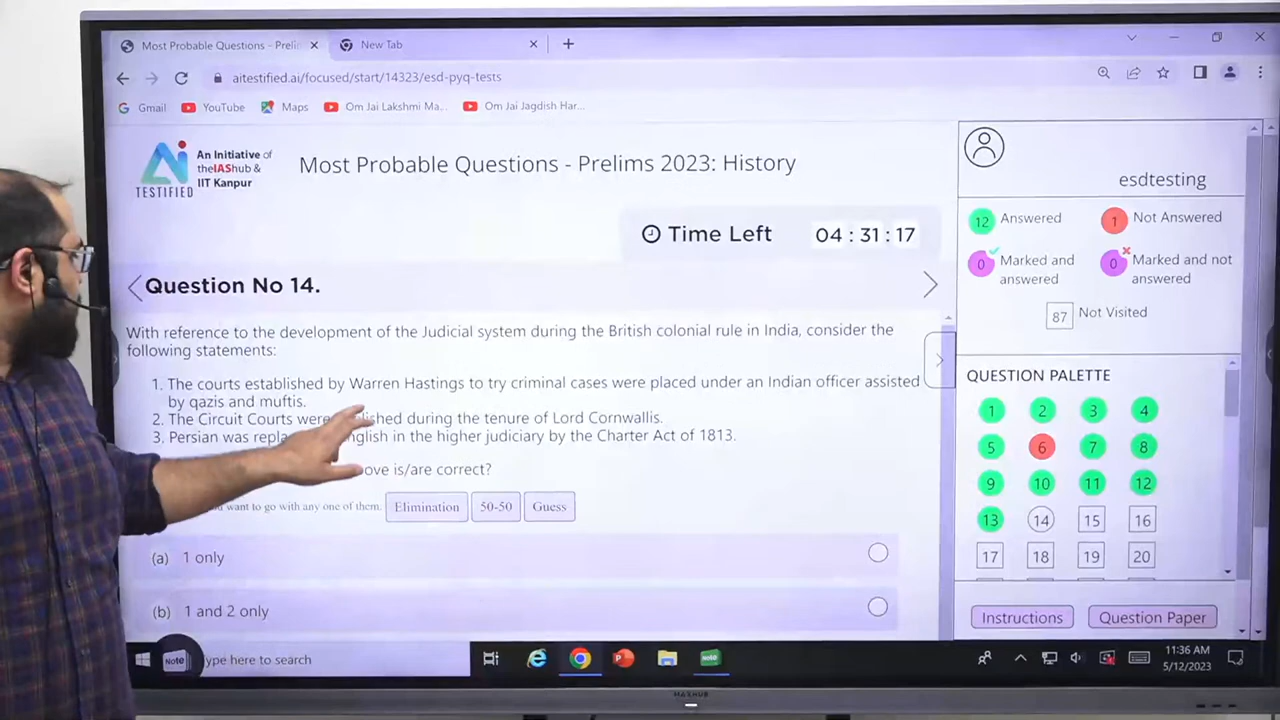 Most Probable Questions - Preli
New Tab
aitestified.ai/focused/start/14323/esd-pyq-tests
Gmail YouTube Maps Om Jai Lakshmi Ma... Om Jai Jagdish Har...
An Initiative of
theIAShub &
IIT Kanpur
TESTIFIED
Most Probable Questions - Prelims 2023: History
esdtesting
Time Left 04 : 31 : 17
12 Answered 1 Not Answered
0 Marked and answered 0 Marked and not answered
87 Not Visited
Question No 14.
With reference to the development of the Judicial system during the British colonial rule in India, consider the
following statements:
1. The courts established by Warren Hastings to try criminal cases were placed under an Indian officer assisted
by qazis and muftis.
2. The Circuit Courts were shed during the tenure of Lord Cornwallis.
3. Persian was repla nglish in the higher judiciary by the Charter Act of 1813.
ove is/are correct?
want to go with any one of them. Elimination 50-50 Guess
(a) 1 only
(b) 1 and 2 only
QUESTION PALETTE
1 2 3 4
5 6 7 8
9 10 11 12
13 14 15 16
17 18 19 20
Instructions Question Paper
Note ype here to search
11:36 AM
5/12/2023
MAXHUB